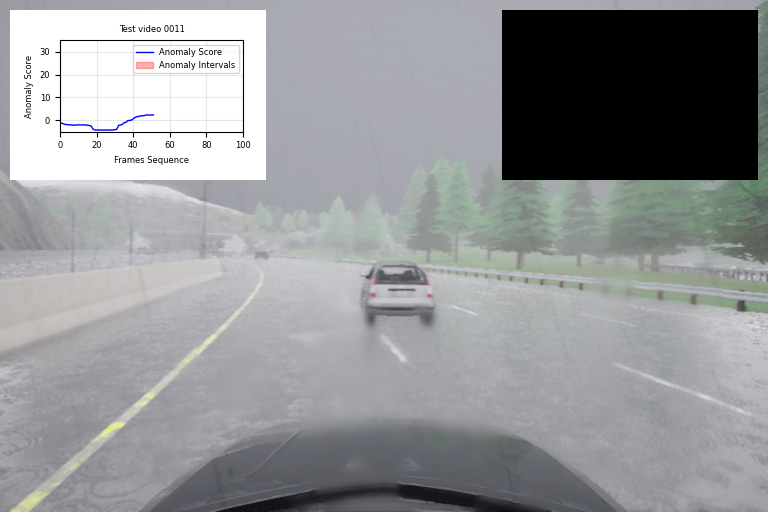 Test video 0011
Anomaly Score
Anomaly Intervals
30
20
10
0
Anomaly Score
0 20 40 60 80 100
Frames Sequence